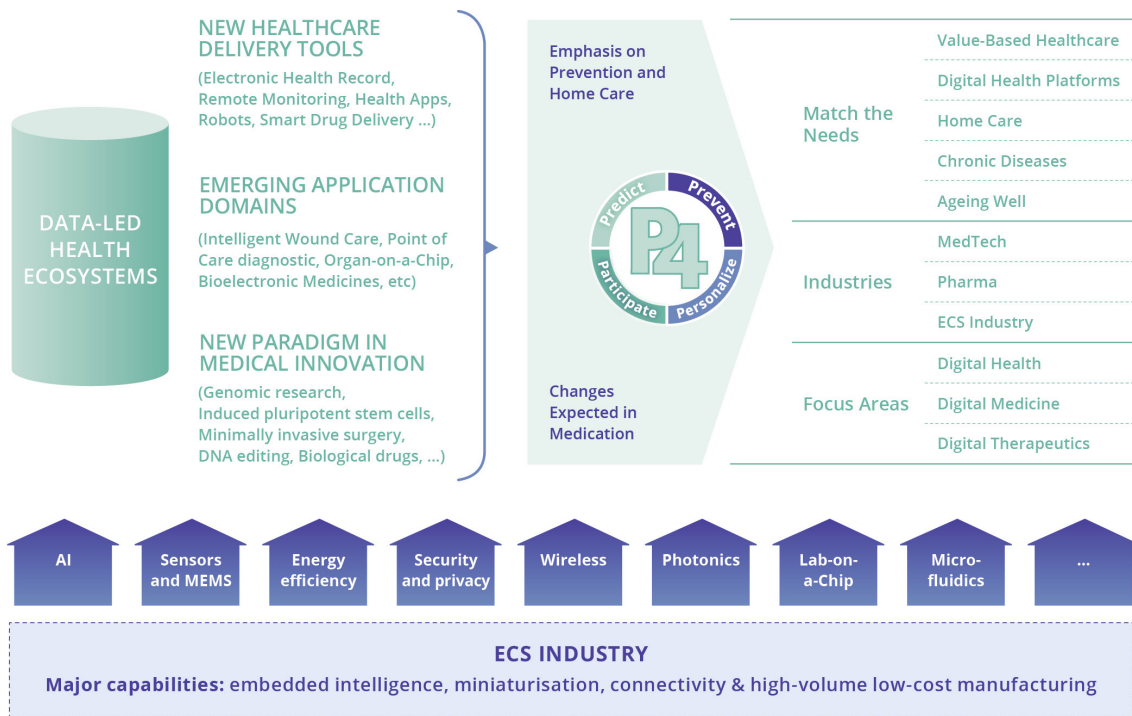 DATA-LED
HEALTH
ECOSYSTEMS
NEW HEALTHCARE
DELIVERY TOOLS
(Electronic Health Record,
Remote Monitoring, Health Apps,
Robots, Smart Drug Delivery ...)
EMERGING APPLICATION
DOMAINS
(Intelligent Wound Care, Point of
Care diagnostic, Organ-on-a-Chip,
Bioelectronic Medicines, etc)
NEW PARADIGM IN
MEDICAL INNOVATION
(Genomic research,
Induced pluripotent stem cells,
Minimally invasive surgery,
DNA editing, Biological drugs, ...)
Emphasis on
Prevention and
Home Care
Predict
Prevent
P4
Participate
Personalize
Changes
Expected in
Medication
Match the
Needs
Value-Based Healthcare
Digital Health Platforms
Home Care
Chronic Diseases
Ageing Well
Industries
MedTech
Pharma
ECS Industry
Focus Areas
Digital Health
Digital Medicine
Digital Therapeutics
AI
Sensors
and MEMS
Energy
efficiency
Security
and privacy
Wireless
Photonics
Lab-on-
a-Chip
Micro-
fluidics
...
ECS INDUSTRY
Major capabilities: embedded intelligence, miniaturisation, connectivity & high-volume low-cost manufacturing